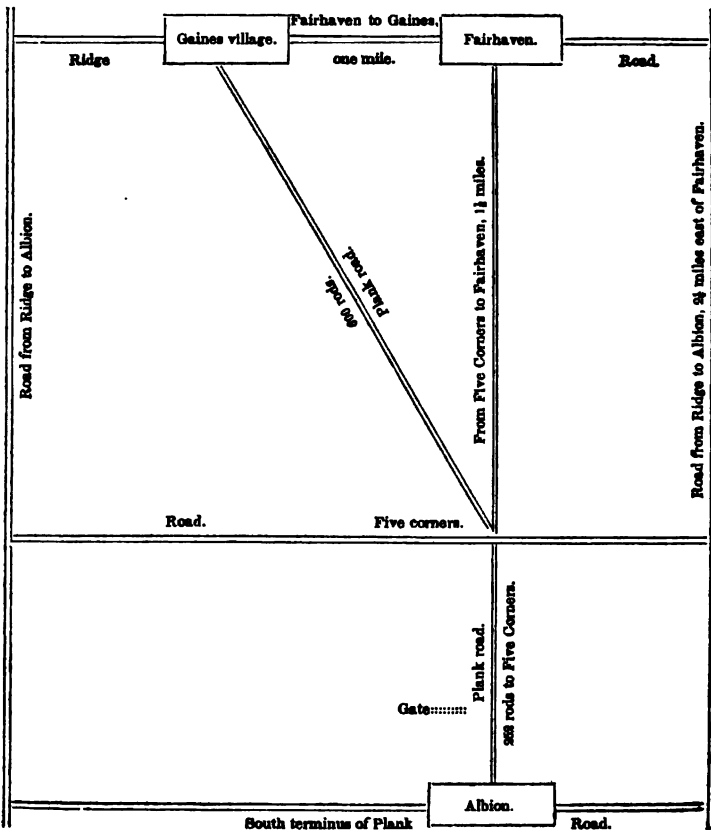 Fairhaven to Gaines,
Gaines village.
Fairhaven.
Ridge
one mile.
Road.
Road from Ridge to Albion.
Plank road.
600 rods.
From Five Corners to Fairhaven, 1½ miles.
Road from Ridge to Albion, 2½ miles east of Fairhaven.
Road.
Five corners.
Plank road.
252 rods to Five Corners.
Gate
Albion.
South terminus of Plank
Road.